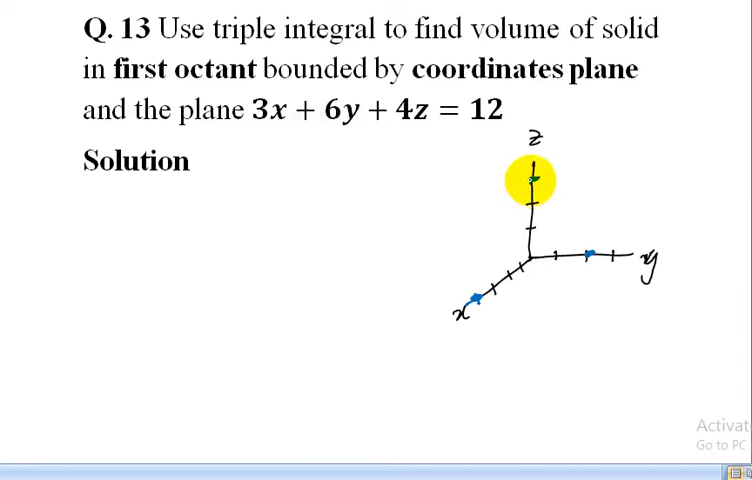 Q. 13 Use triple integral to find volume of solid
in first octant bounded by coordinates plane
and the plane 3x + 6y + 4z = 12
z
Solution
y
x
Activat
Go to PC